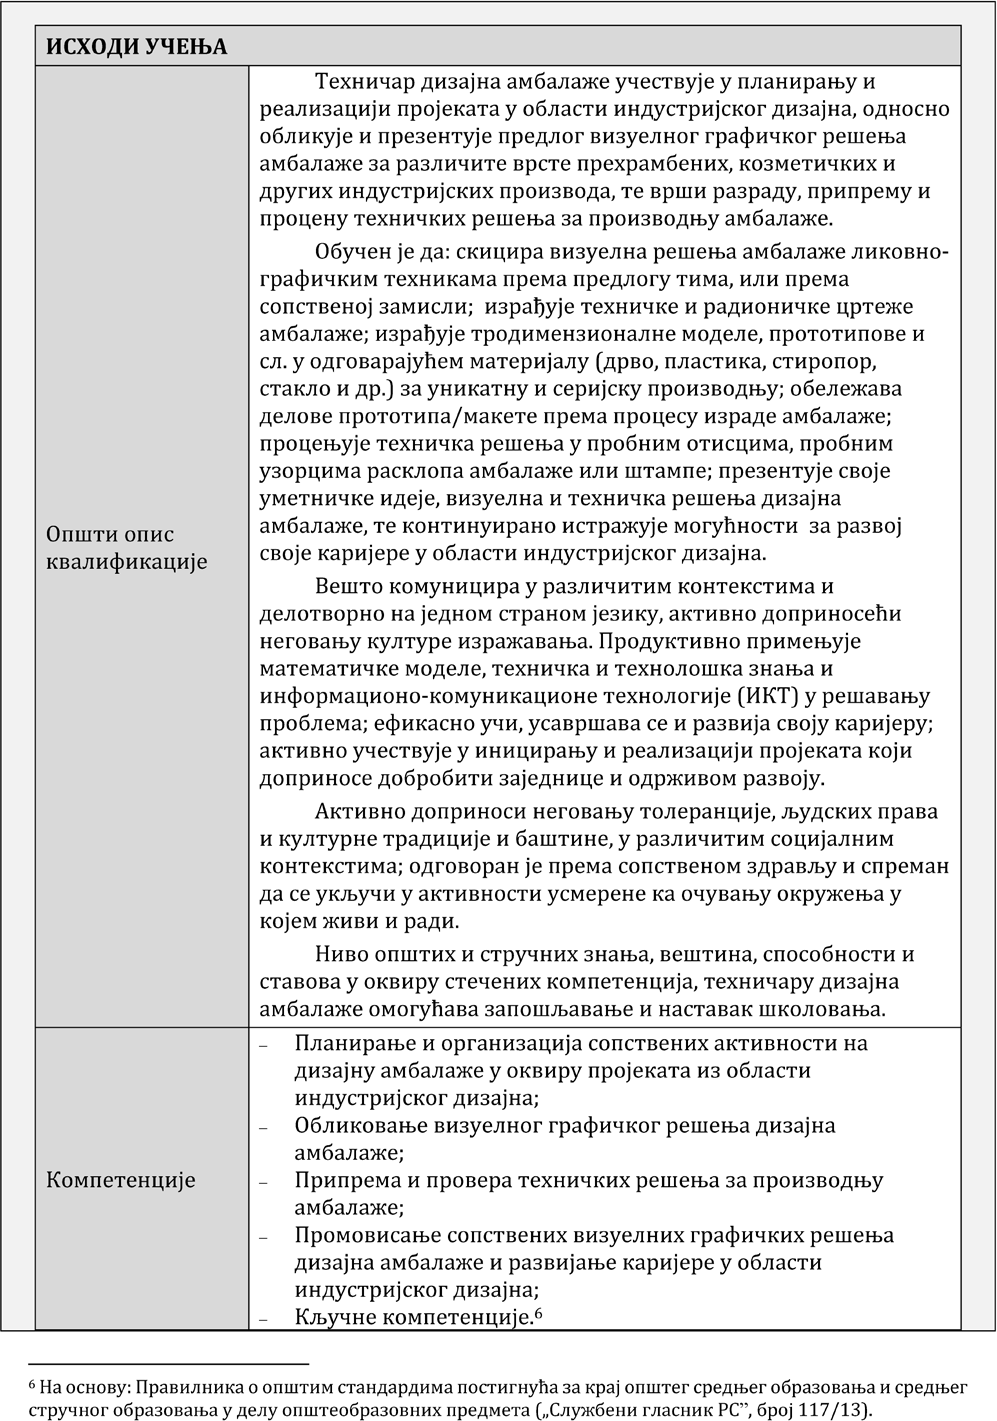 ИСХОДИ УЧЕЊА
Општи опис
квалификације
Техничар дизајна амбалаже учествује у планирању и
реализацији пројеката у области индустријског дизајна, односно
обликује и презентује предлог визуелног графичког решења
амбалаже за различите врсте прехрамбених, козметичких и
других индустријских производа, те врши разраду, припрему и
процену техничких решења за производњу амбалаже.
Обучен је да: скицира визуелна решења амбалаже ликовно-
графичким техникама према предлогу тима, или према
сопственој замисли; израђује техничке и радионичке цртеже
амбалаже; израђује тродимензионалне моделе, прототипове и
сл. у одговарајућем материјалу (дрво, пластика, стиропор,
стакло и др.) за уникатну и серијску производњу; обележава
делове прототипа/макете према процесу израде амбалаже;
процењује техничка решења у пробним отисцима, пробним
узорцима расклопа амбалаже или штампе; презентује своје
уметничке идеје, визуелна и техничка решења дизајна
амбалаже, те континуирано истражује могућности за развој
своје каријере у области индустријског дизајна.
Вешто комуницира у различитим контекстима и
делотворно на једном страном језику, активно доприносећи
неговању културе изражавања. Продуктивно примењује
математичке моделе, техничка и технолошка знања и
информационо-комуникационе технологије (ИКТ) у решавању
проблема; ефикасно учи, усавршава се и развија своју каријеру;
активно учествује у иницирању и реализацији пројеката који
доприносе добробити заједнице и одрживом развоју.
Активно доприноси неговању толеранције, људских права
и културне традиције и баштине, у различитим социјалним
контекстима; одговоран је према сопственом здрављу и спреман
да се укључи у активности усмерене ка очувању окружења у
којем живи и ради.
Ниво општих и стручних знања, вештина, способности и
ставова у оквиру стечених компетенција, техничару дизајна
амбалаже омогућава запошљавање и наставак школовања.
Компетенције
– Планирање и организација сопствених активности на
дизајну амбалаже у оквиру пројеката из области
индустријског дизајна;
– Обликовање визуелног графичког решења дизајна
амбалаже;
– Припрема и провера техничких решења за производњу
амбалаже;
– Промовисање сопствених визуелних графичких решења
дизајна амбалаже и развијање каријере у области
индустријског дизајна;
– Кључне компетенције.⁶
⁶ На основу: Правилника о општим стандардима постигнућа за крај општег средњег образовања и средњег
стручног образовања у делу општеобразовних предмета („Службени гласник РС”, број 117/13).